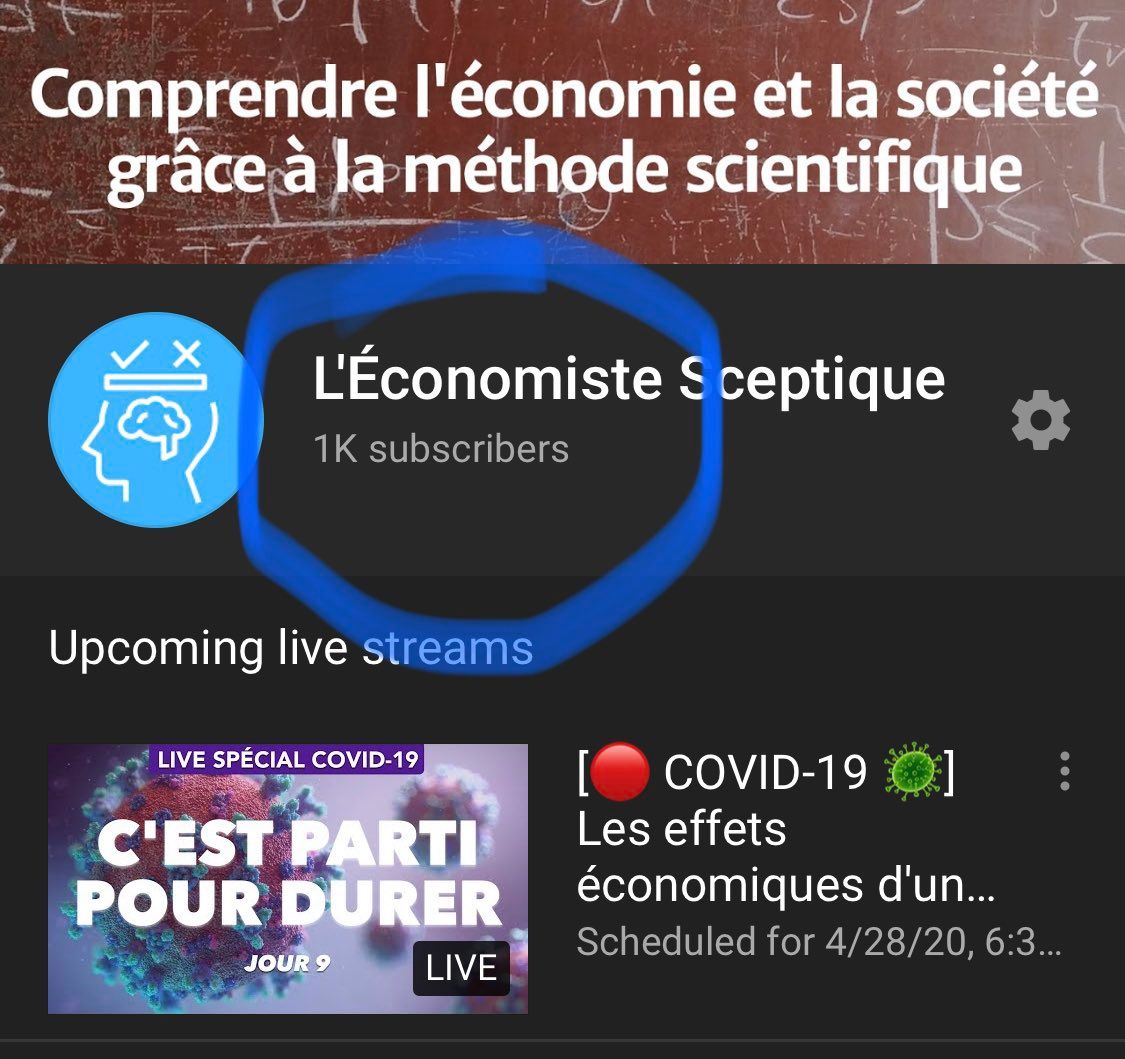 Comprendre l'économie et la société
grâce à la méthode scientifique
L'Économiste Sceptique
1K subscribers
Upcoming live streams
LIVE SPÉCIAL COVID-19
C'EST PARTI
POUR DURER
JOUR 9
LIVE
[🔴 COVID-19 🦠]
Les effets
économiques d'un...
Scheduled for 4/28/20, 6:3...